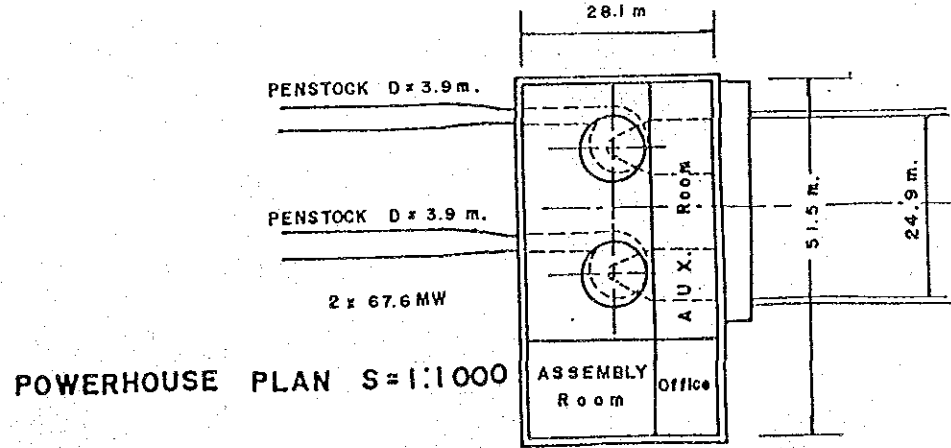 28.1 m
PENSTOCK D = 3.9 m.
PENSTOCK D = 3.9 m.
2 x 67.6 MW
AUX. Room
51.5 m.
24.9 m.
POWERHOUSE PLAN S=1:1000
ASSEMBLY
Room
Office